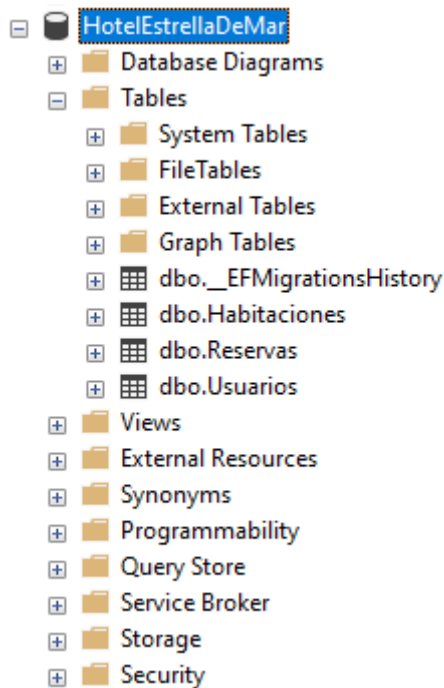 HotelEstrellaDeMar
Database Diagrams
Tables
System Tables
FileTables
External Tables
Graph Tables
dbo.__EFMigrationsHistory
dbo.Habitaciones
dbo.Reservas
dbo.Usuarios
Views
External Resources
Synonyms
Programmability
Query Store
Service Broker
Storage
Security